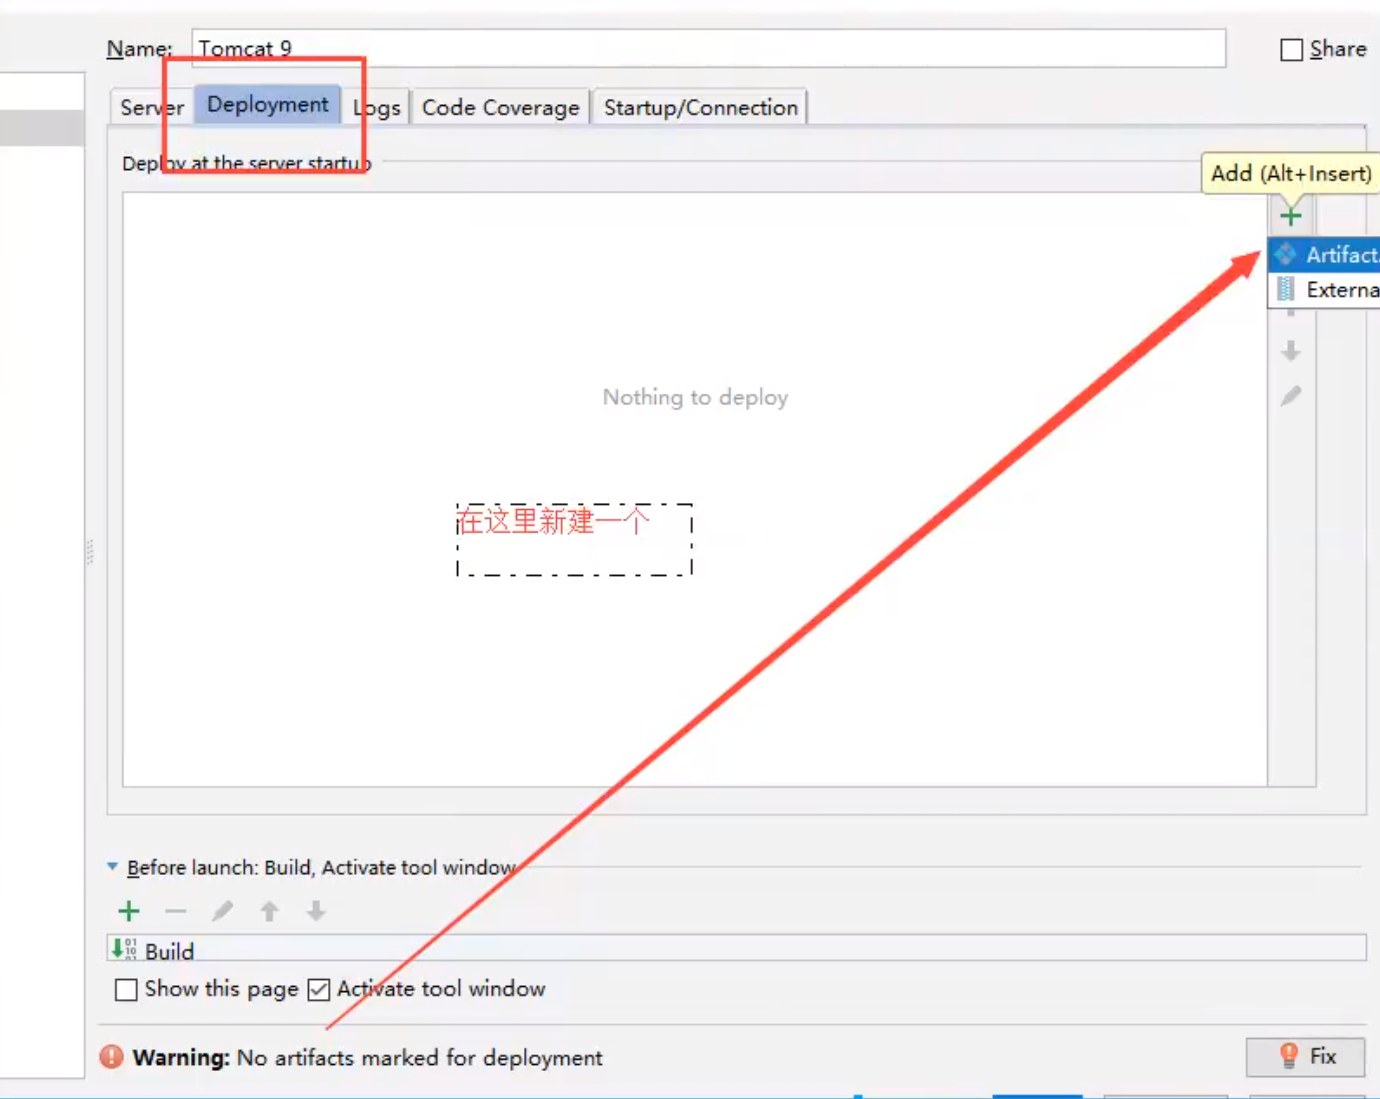 Name: Tomcat 9 Share
Server Deployment Logs Code Coverage Startup/Connection
Deploy at the server startup
Add (Alt+Insert)
Artifact
Externa
Nothing to deploy
在这里新建一个
Before launch: Build, Activate tool window
Build
Show this page Activate tool window
Warning: No artifacts marked for deployment Fix